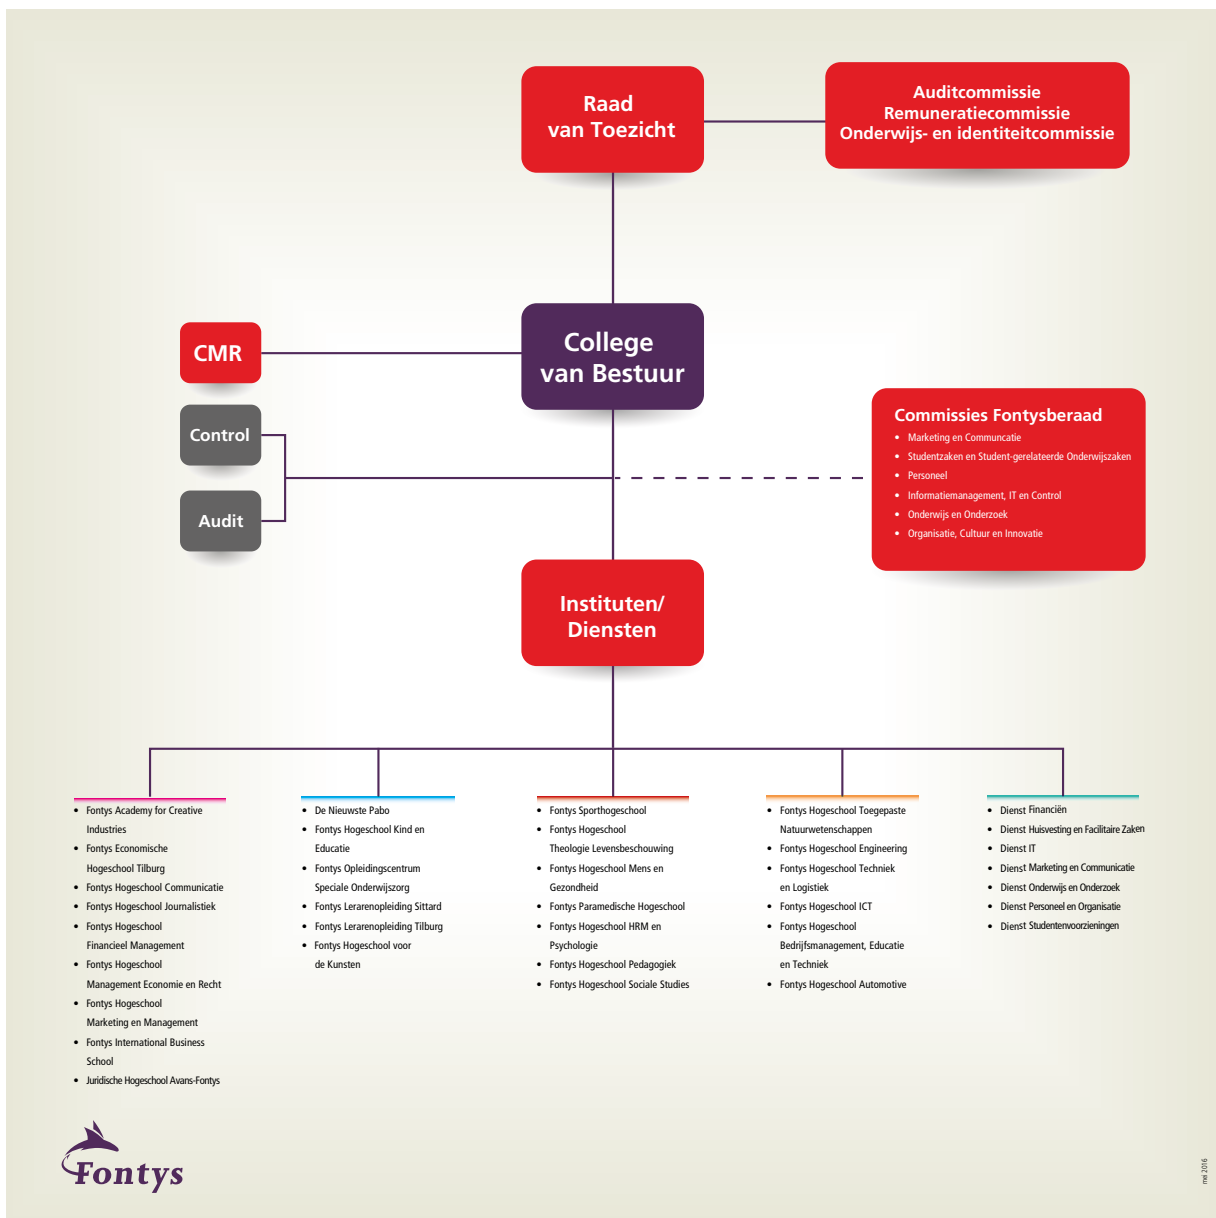 Raad
van Toezicht
Auditcommissie
Remuneratiecommissie
Onderwijs- en identiteitcommissie
College
van Bestuur
CMR
Control
Audit
Commissies Fontysberaad
• Marketing en Communcatie
• Studentzaken en Student-gerelateerde Onderwijszaken
• Personeel
• Informatiemanagement, IT en Control
• Onderwijs en Onderzoek
• Organisatie, Cultuur en Innovatie
Instituten/
Diensten
• Fontys Academy for Creative
Industries
• Fontys Economische
Hogeschool Tilburg
• Fontys Hogeschool Communicatie
• Fontys Hogeschool Journalistiek
• Fontys Hogeschool
Financieel Management
• Fontys Hogeschool
Management Economie en Recht
• Fontys Hogeschool
Marketing en Management
• Fontys International Business
School
• Juridische Hogeschool Avans-Fontys
• De Nieuwste Pabo
• Fontys Hogeschool Kind en
Educatie
• Fontys Opleidingscentrum
Speciale Onderwijszorg
• Fontys Lerarenopleiding Sittard
• Fontys Lerarenopleiding Tilburg
• Fontys Hogeschool voor
de Kunsten
• Fontys Sporthogeschool
• Fontys Hogeschool
Theologie Levensbeschouwing
• Fontys Hogeschool Mens en
Gezondheid
• Fontys Paramedische Hogeschool
• Fontys Hogeschool HRM en
Psychologie
• Fontys Hogeschool Pedagogiek
• Fontys Hogeschool Sociale Studies
• Fontys Hogeschool Toegepaste
Natuurwetenschappen
• Fontys Hogeschool Engineering
• Fontys Hogeschool Techniek
en Logistiek
• Fontys Hogeschool ICT
• Fontys Hogeschool
Bedrijfsmanagement, Educatie
en Techniek
• Fontys Hogeschool Automotive
• Dienst Financiën
• Dienst Huisvesting en Facilitaire Zaken
• Dienst IT
• Dienst Marketing en Communicatie
• Dienst Onderwijs en Onderzoek
• Dienst Personeel en Organisatie
• Dienst Studentenvoorzieningen
Fontys
mei 2016